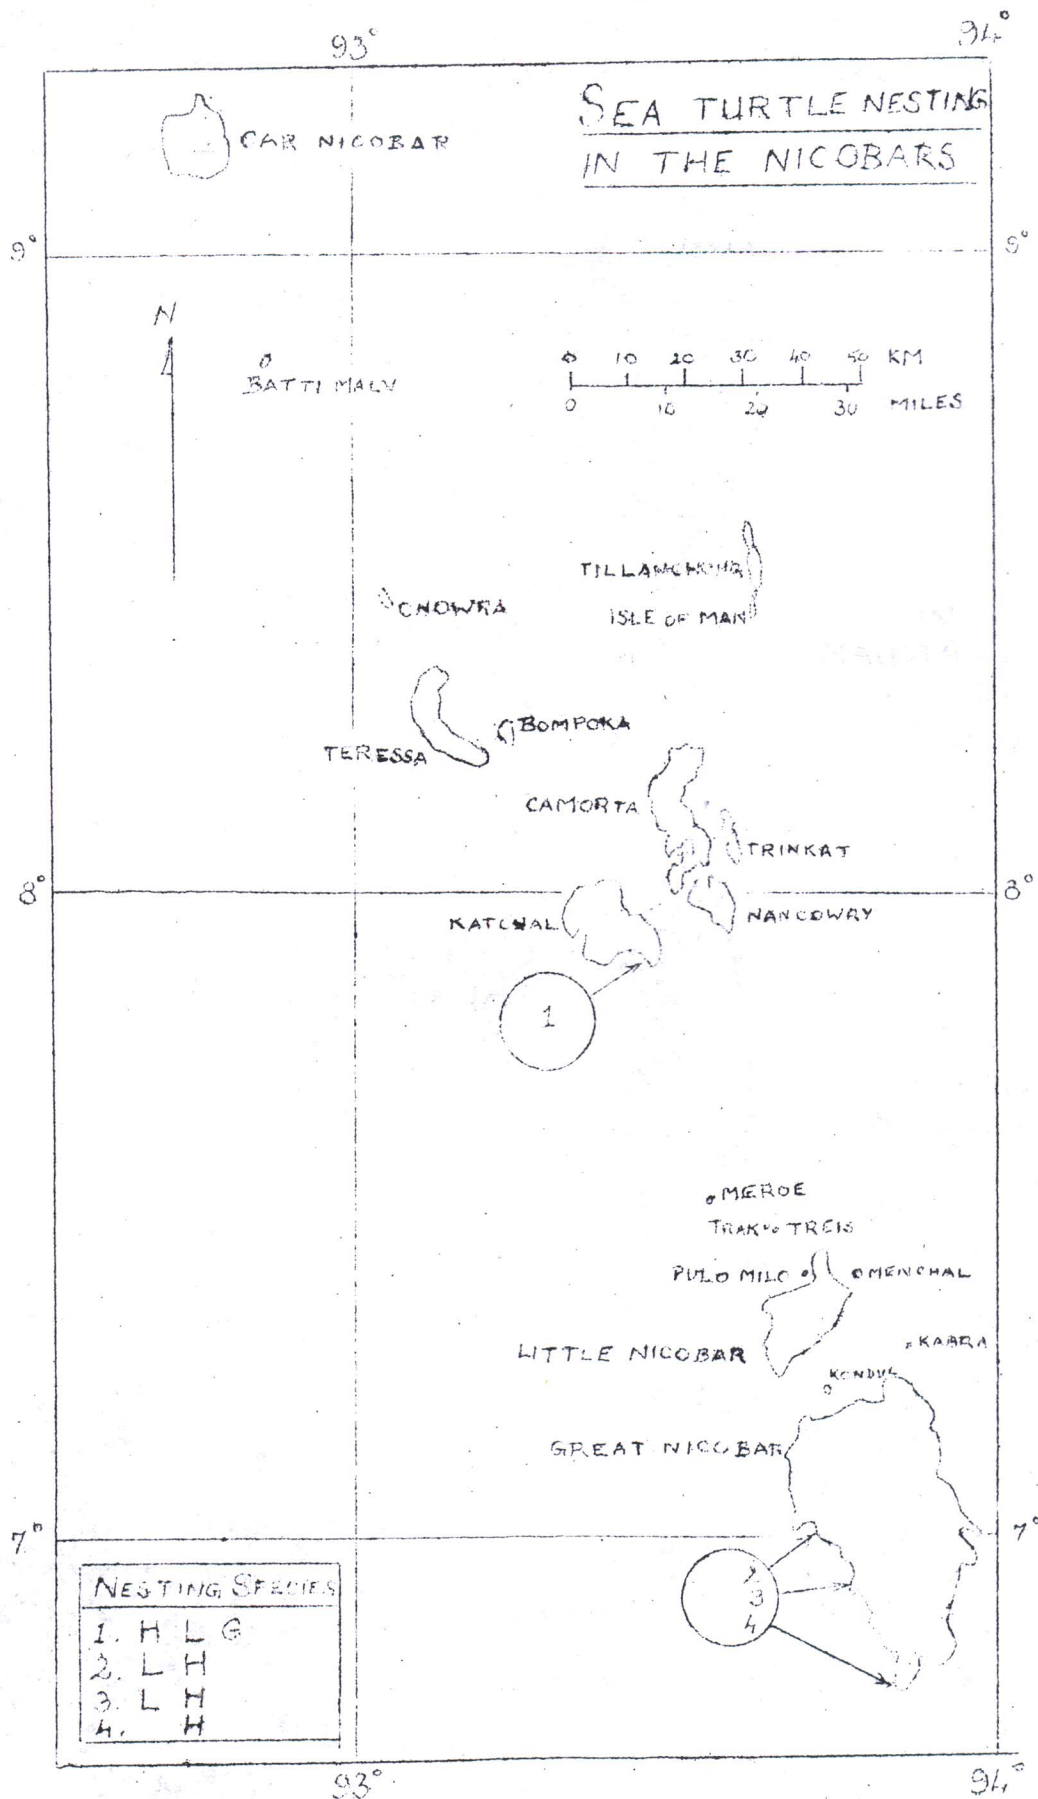 93° 94°
SEA TURTLE NESTING
IN THE NICOBARS
CAR NICOBAR
9° 9°
N
BATTI MALV
0 10 20 30 40 50 KM
0 10 20 30 MILES
TILLANCHONG
ISLE OF MAN
CHOWRA
BOMPOKA
TERESSA
CAMORTA
TRINKAT
8° 8°
KATCHAL
NANCOWRY
1
MEROE
TREIS
PULO MILO
MENCHAL
KABRA
LITTLE NICOBAR
KONDUL
GREAT NICOBAR
7° 7°
2
3
4
NESTING SPECIES
1. H L G
2. L H
3. L H
4. H
93° 94°